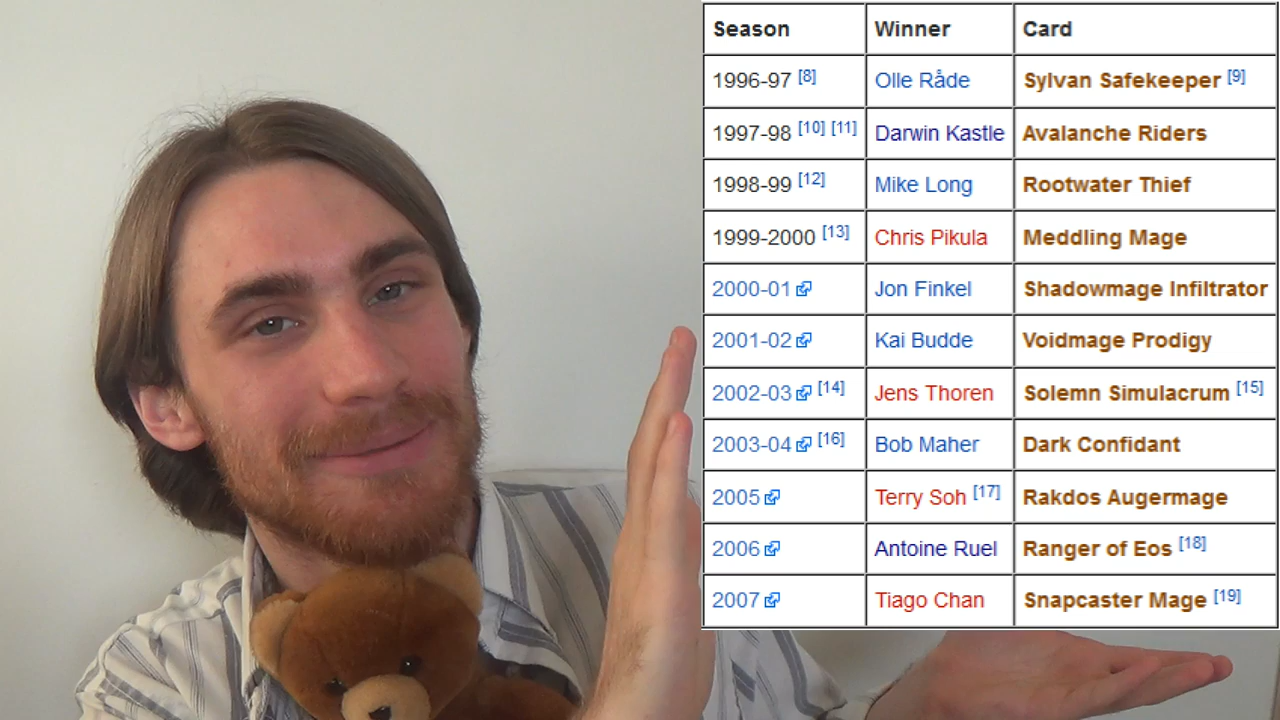 Season Winner Card
1996-97 [8] Olle Råde Sylvan Safekeeper [9]
1997-98 [10] [11] Darwin Kastle Avalanche Riders
1998-99 [12] Mike Long Rootwater Thief
1999-2000 [13] Chris Pikula Meddling Mage
2000-01 Jon Finkel Shadowmage Infiltrator
2001-02 Kai Budde Voidmage Prodigy
2002-03 [14] Jens Thoren Solemn Simulacrum [15]
2003-04 [16] Bob Maher Dark Confidant
2005 Terry Soh [17] Rakdos Augermage
2006 Antoine Ruel Ranger of Eos [18]
2007 Tiago Chan Snapcaster Mage [19]